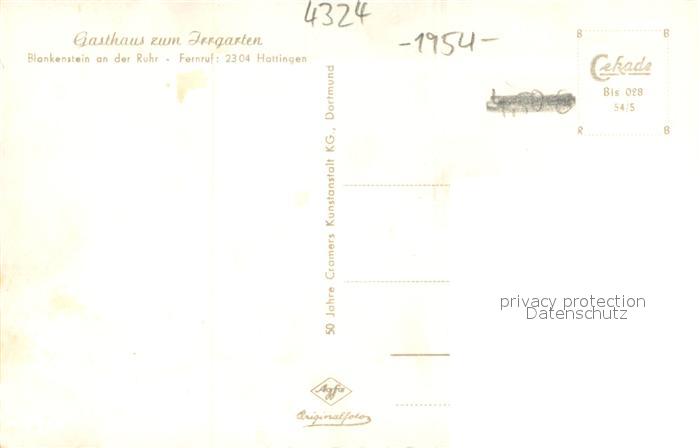 4324
-1954-
Gasthaus zum Irrgarten
Blankenstein an der Ruhr - Fernruf: 2304 Hattingen
B B
Cekade
Bis 028
54/5
R B
50 Jahre Cramers Kunstanstalt KG., Dortmund
privacy protection
Datenschutz
Agfa
Originalfoto